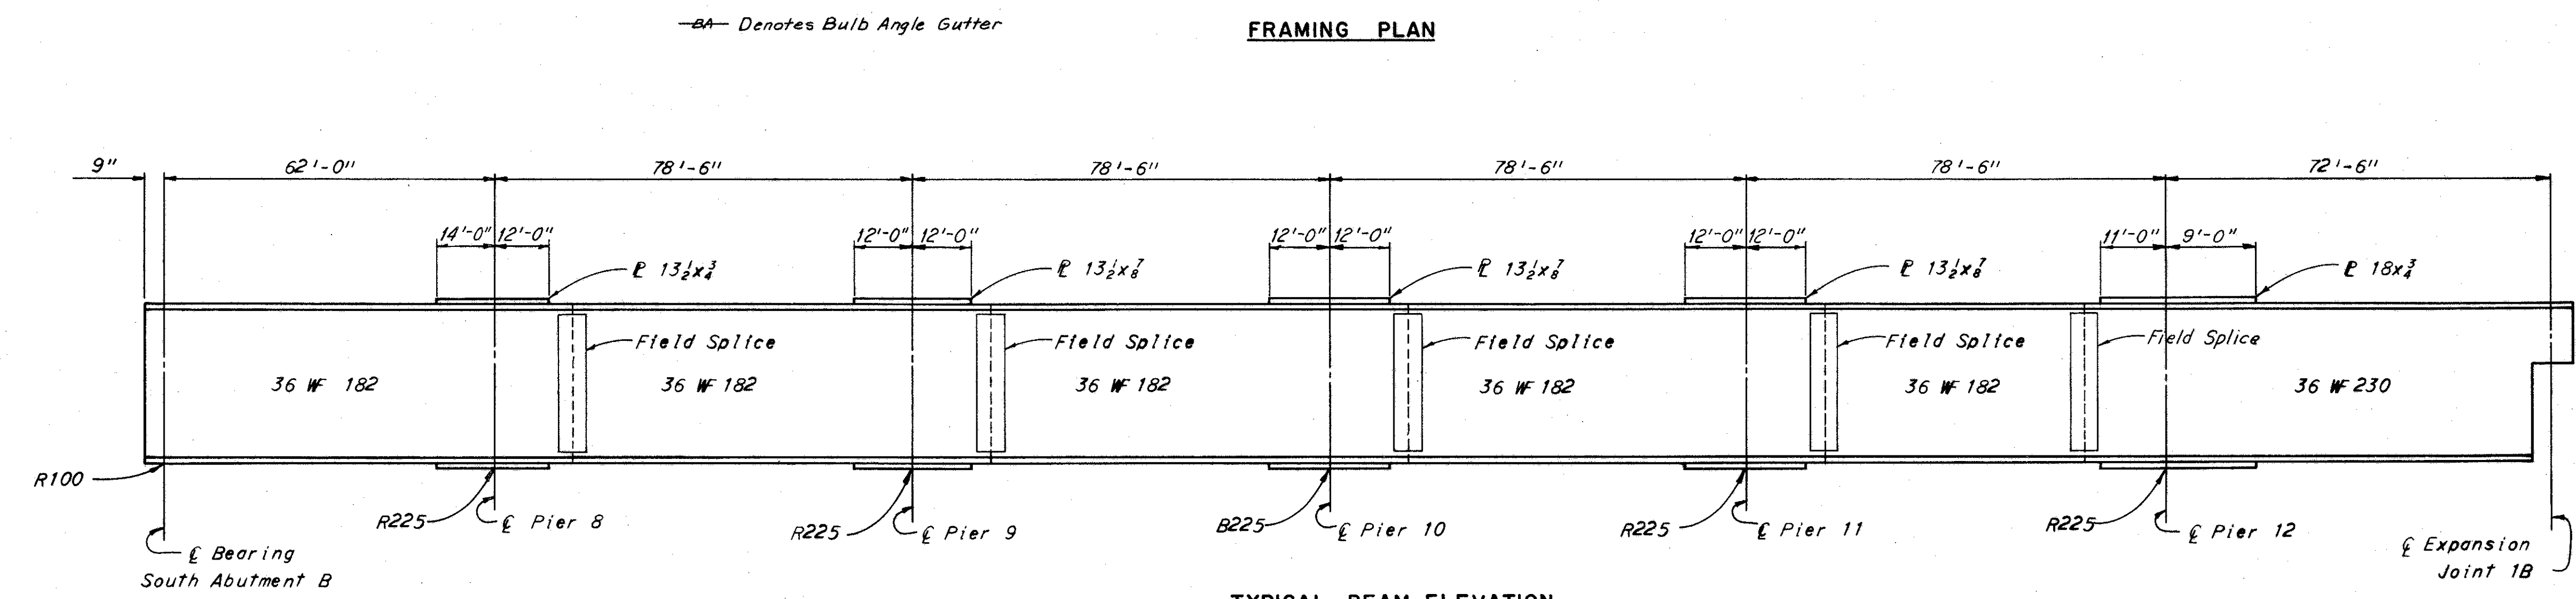 BA Denotes Bulb Angle Gutter
FRAMING PLAN
9" 62'-0" 78'-6" 78'-6" 78'-6" 78'-6" 72'-6"
14'-0" 12'-0" 12'-0" 12'-0" 12'-0" 12'-0" 12'-0" 12'-0" 11'-0" 9'-0"
℄ 13½x¾ ℄ 13½x⅞ ℄ 13½x⅞ ℄ 13½x⅞ ℄ 18x¾
Field Splice Field Splice Field Splice Field Splice Field Splice
36 WF 182 36 WF 182 36 WF 182 36 WF 182 36 WF 182 36 WF 230
R100 R225 R225 B225 R225 R225
℄ Pier 8 ℄ Pier 9 ℄ Pier 10 ℄ Pier 11 ℄ Pier 12
℄ Bearing
South Abutment B
℄ Expansion
Joint 1B
TYPICAL BEAM ELEVATION